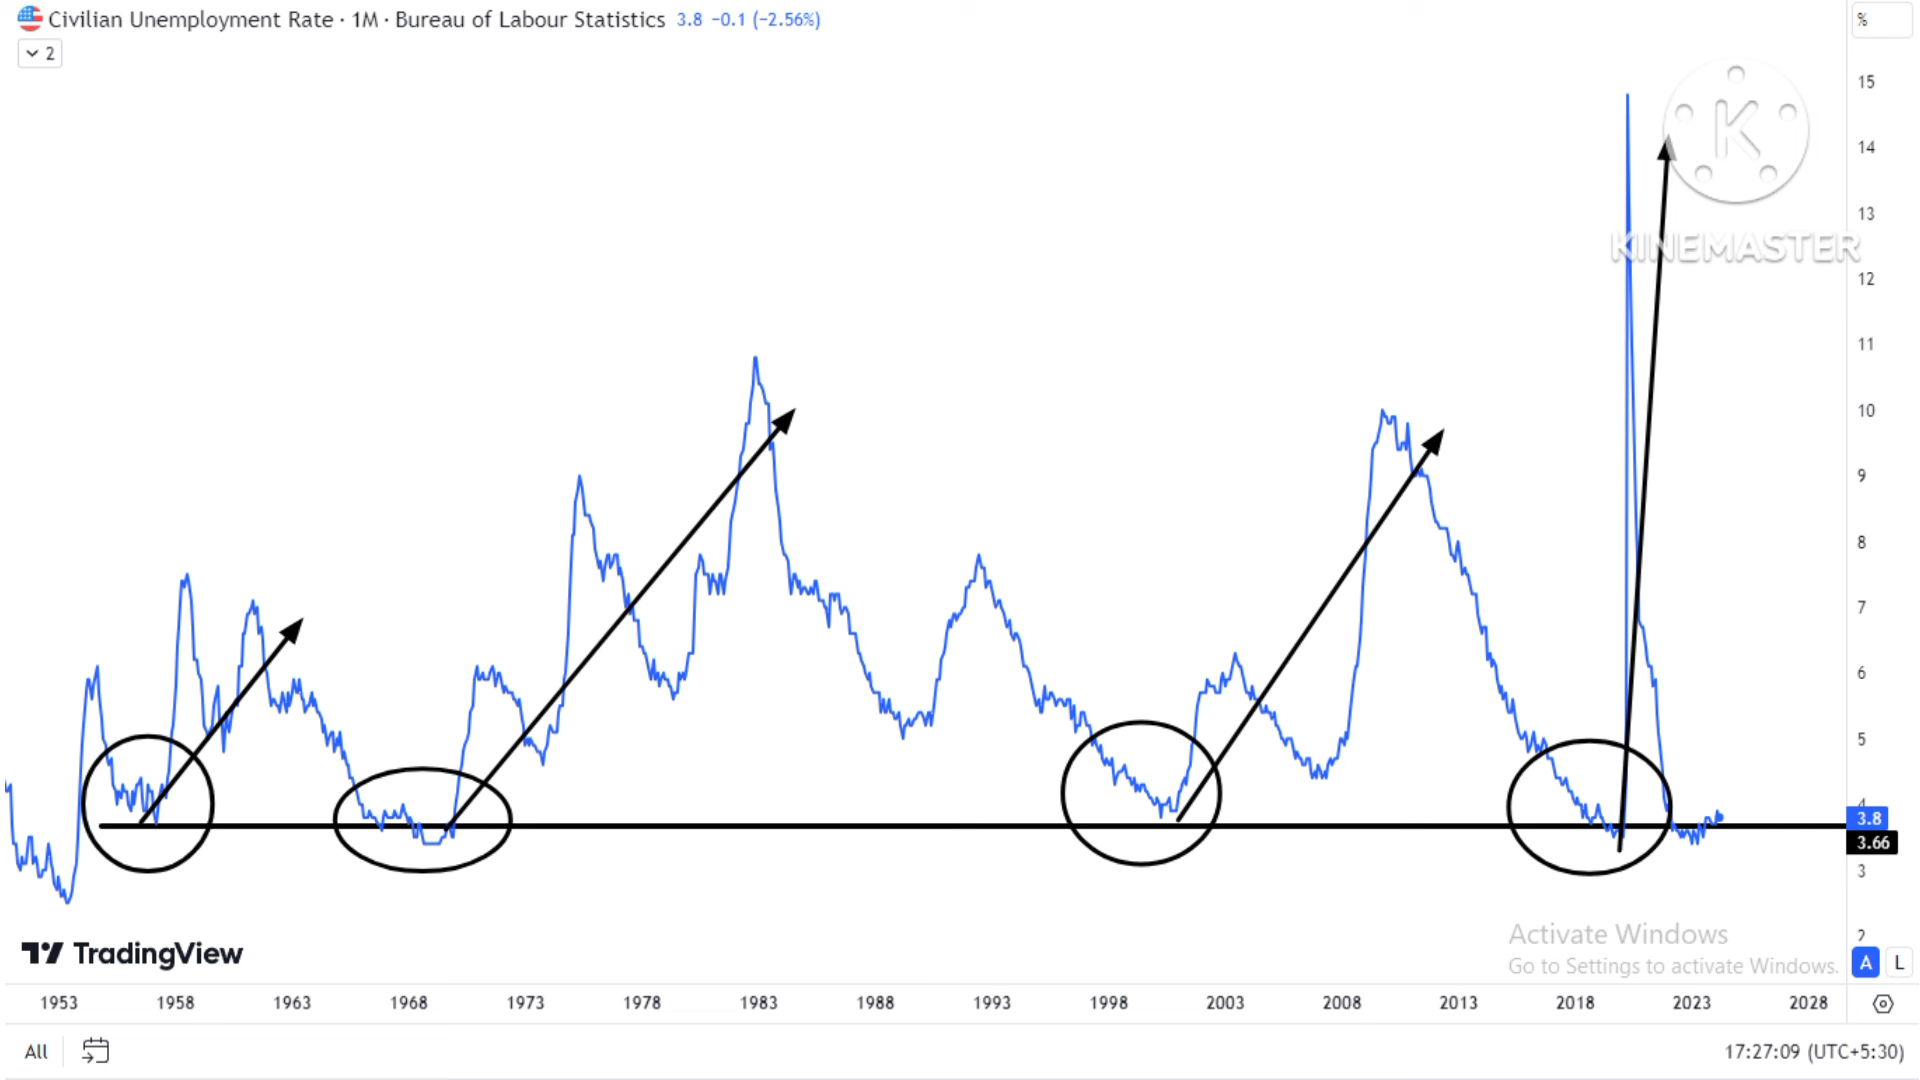 Civilian Unemployment Rate · 1M · Bureau of Labour Statistics 3.8 −0.1 (−2.56%)
%
2
15
K
14
13
KINEMASTER
12
11
10
9
8
7
6
5
4
3.8
3.66
3
Activate Windows
2
TradingView
Go to Settings to activate Windows.
A L
1953 1958 1963 1968 1973 1978 1983 1988 1993 1998 2003 2008 2013 2018 2023 2028
All
17:27:09 (UTC+5:30)